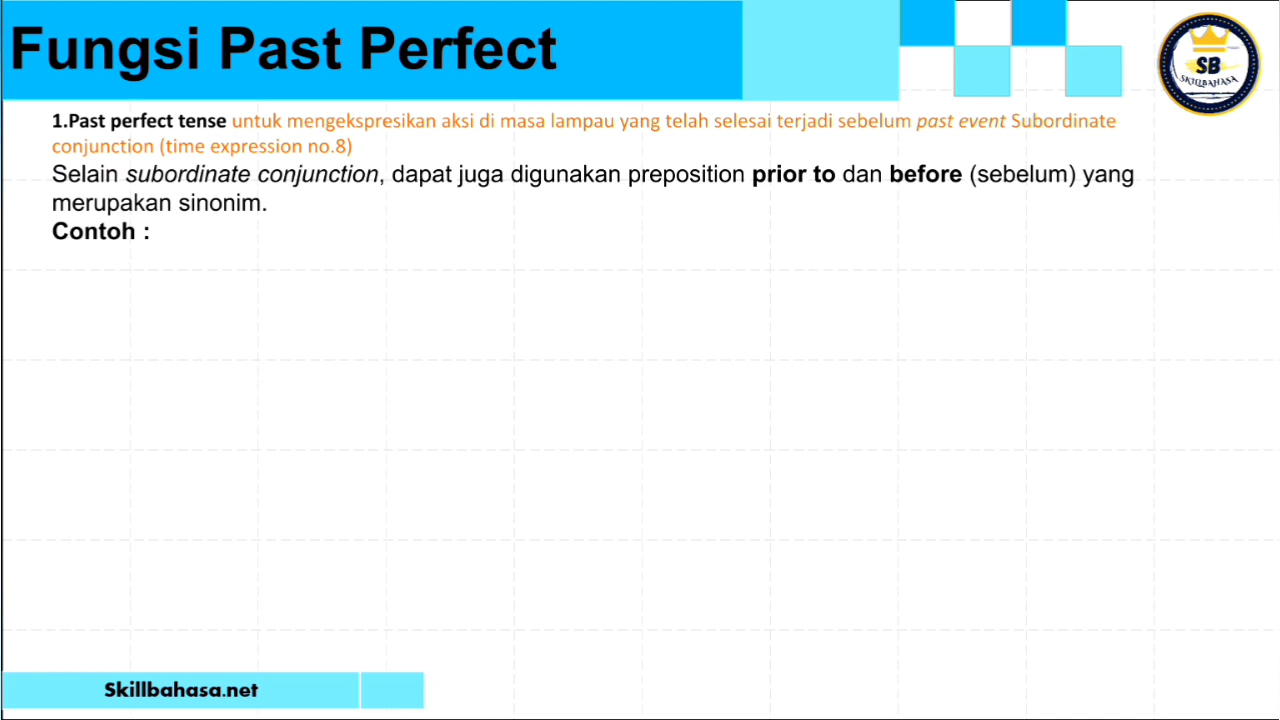 Fungsi Past Perfect
SB
SKILLBAHASA
1.Past perfect tense untuk mengekspresikan aksi di masa lampau yang telah selesai terjadi sebelum past event Subordinate
conjunction (time expression no.8)
Selain subordinate conjunction, dapat juga digunakan preposition prior to dan before (sebelum) yang
merupakan sinonim.
Contoh :
Skillbahasa.net